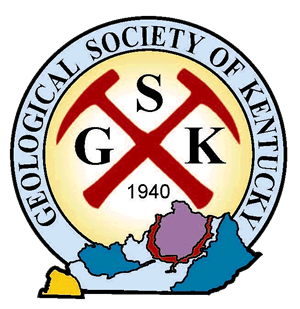 GEOLOGICAL SOCIETY OF KENTUCKY
S
G K
1940